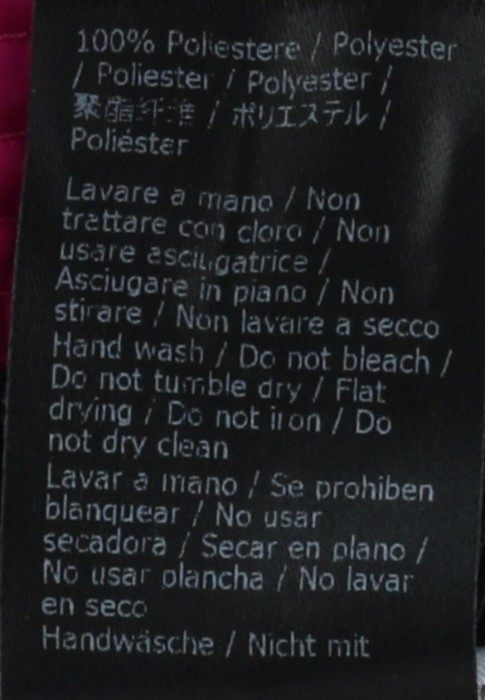 100% Poliestere / Polyester
/ Poliester / Polyester /
聚酯纤维 / ポリエステル /
Poliéster
Lavare a mano / Non
trattare con cloro / Non
usare asciugatrice /
Asciugare in piano / Non
stirare / Non lavare a secco
Hand wash / Do not bleach /
Do not tumble dry / Flat
drying / Do not iron / Do
not dry clean
Lavar a mano / Se prohiben
blanquear / No usar
secadora / Secar en plano /
No usar plancha / No lavar
en seco
Handwäsche / Nicht mit